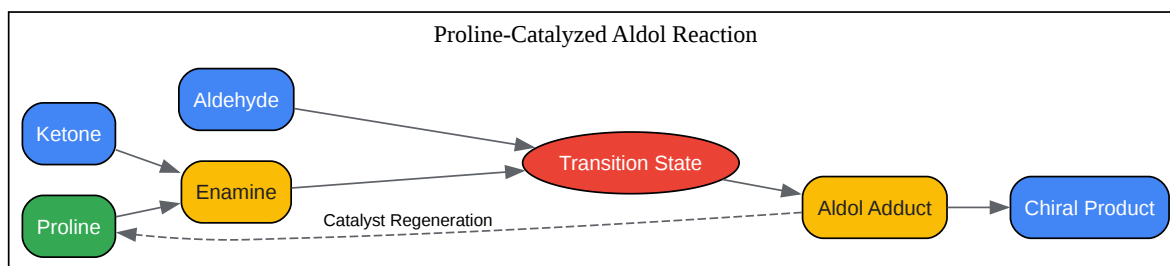 Proline-Catalyzed Aldol Reaction
Aldehyde
Ketone
Transition State
Enamine
Aldol Adduct
Chiral Product
Proline
Catalyst Regeneration